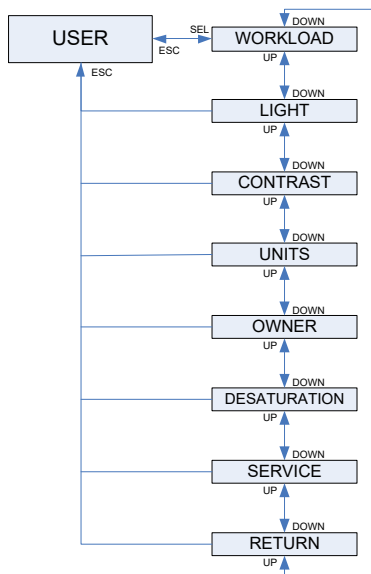 DOWN
USER
SEL
WORKLOAD
ESC
UP
ESC
DOWN
LIGHT
UP
DOWN
CONTRAST
UP
DOWN
UNITS
UP
DOWN
OWNER
UP
DOWN
DESATURATION
UP
DOWN
SERVICE
UP
DOWN
RETURN
UP